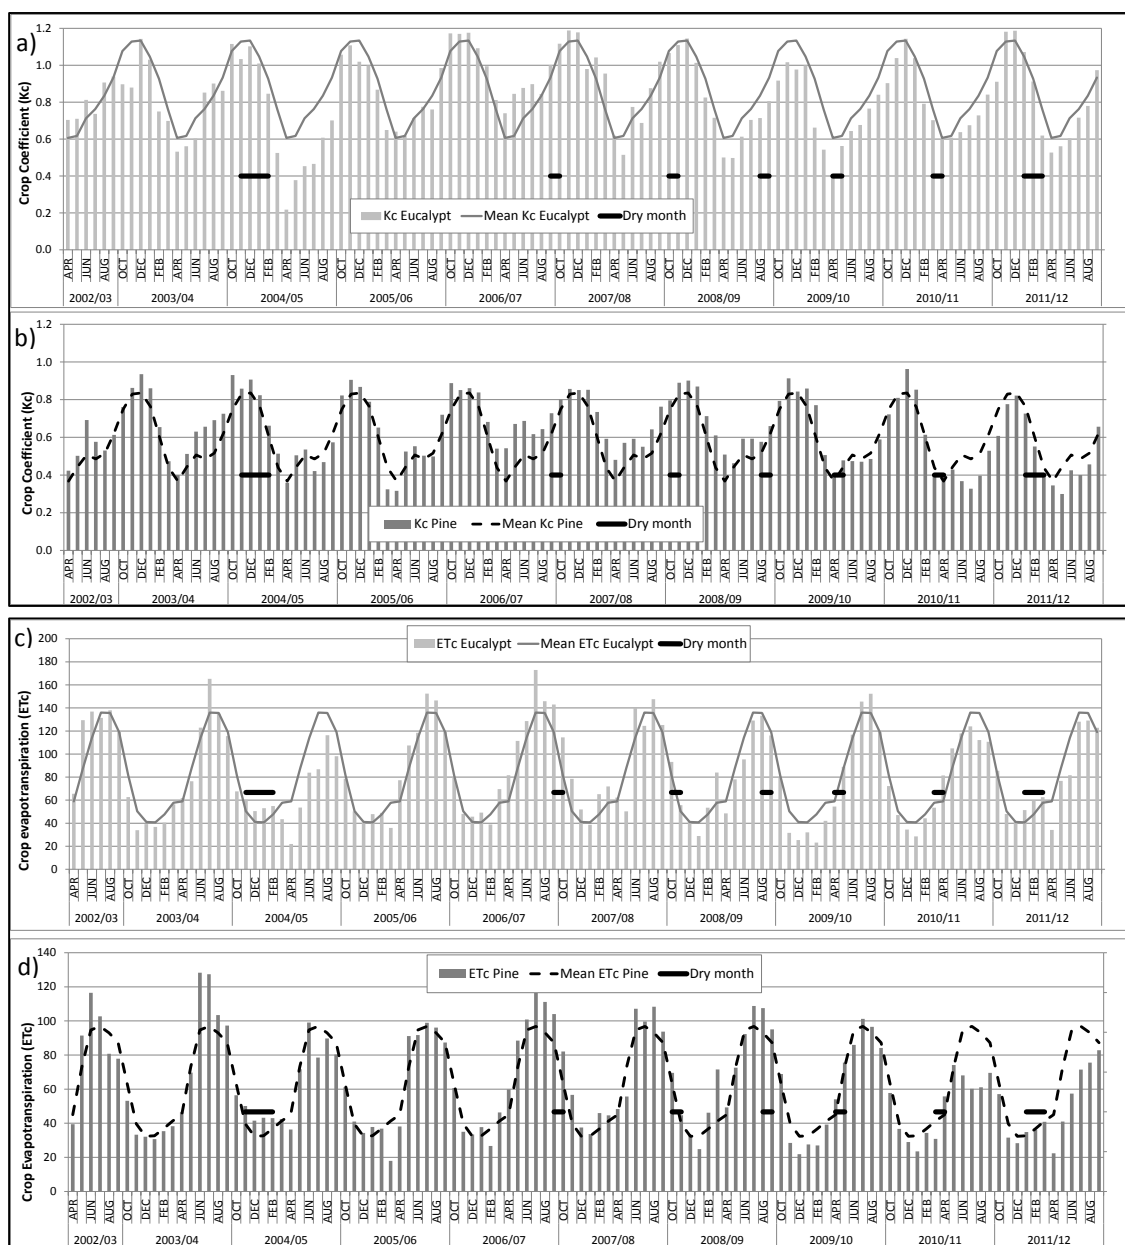 a)
Crop Coefficient (Kc)
1.2
1.0
0.8
0.6
0.4
0.2
0.0
Kc Eucalypt Mean Kc Eucalypt Dry month
APR JUN AUG OCT DEC FEB APR JUN AUG OCT DEC FEB APR JUN AUG OCT DEC FEB APR JUN AUG OCT DEC FEB APR JUN AUG OCT DEC FEB APR JUN AUG OCT DEC FEB APR JUN AUG OCT DEC FEB APR JUN AUG OCT DEC FEB APR JUN AUG OCT DEC FEB APR JUN AUG
2002/03 2003/04 2004/05 2005/06 2006/07 2007/08 2008/09 2009/10 2010/11 2011/12
b)
Crop Coefficient (Kc)
1.2
1.0
0.8
0.6
0.4
0.2
0.0
Kc Pine Mean Kc Pine Dry month
APR JUN AUG OCT DEC FEB APR JUN AUG OCT DEC FEB APR JUN AUG OCT DEC FEB APR JUN AUG OCT DEC FEB APR JUN AUG OCT DEC FEB APR JUN AUG OCT DEC FEB APR JUN AUG OCT DEC FEB APR JUN AUG OCT DEC FEB APR JUN AUG OCT DEC FEB APR JUN AUG
2002/03 2003/04 2004/05 2005/06 2006/07 2007/08 2008/09 2009/10 2010/11 2011/12
c)
Crop evapotranspiration (ETc)
200
180
160
140
120
100
80
60
40
20
0
ETc Eucalypt Mean ETc Eucalypt Dry month
APR JUN AUG OCT DEC FEB APR JUN AUG OCT DEC FEB APR JUN AUG OCT DEC FEB APR JUN AUG OCT DEC FEB APR JUN AUG OCT DEC FEB APR JUN AUG OCT DEC FEB APR JUN AUG OCT DEC FEB APR JUN AUG OCT DEC FEB APR JUN AUG OCT DEC FEB APR JUN AUG
2002/03 2003/04 2004/05 2005/06 2006/07 2007/08 2008/09 2009/10 2010/11 2011/12
d)
Crop Evapotranspiration (ETc)
140
120
100
80
60
40
20
0
ETc Pine Mean ETc Pine Dry month
APR JUN AUG OCT DEC FEB APR JUN AUG OCT DEC FEB APR JUN AUG OCT DEC FEB APR JUN AUG OCT DEC FEB APR JUN AUG OCT DEC FEB APR JUN AUG OCT DEC FEB APR JUN AUG OCT DEC FEB APR JUN AUG OCT DEC FEB APR JUN AUG OCT DEC FEB APR JUN AUG
2002/03 2003/04 2004/05 2005/06 2006/07 2007/08 2008/09 2009/10 2010/11 2011/12